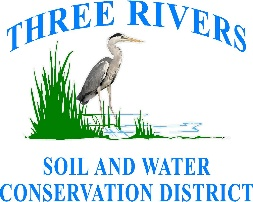 THREE RIVERS
SOIL AND WATER
CONSERVATION DISTRICT